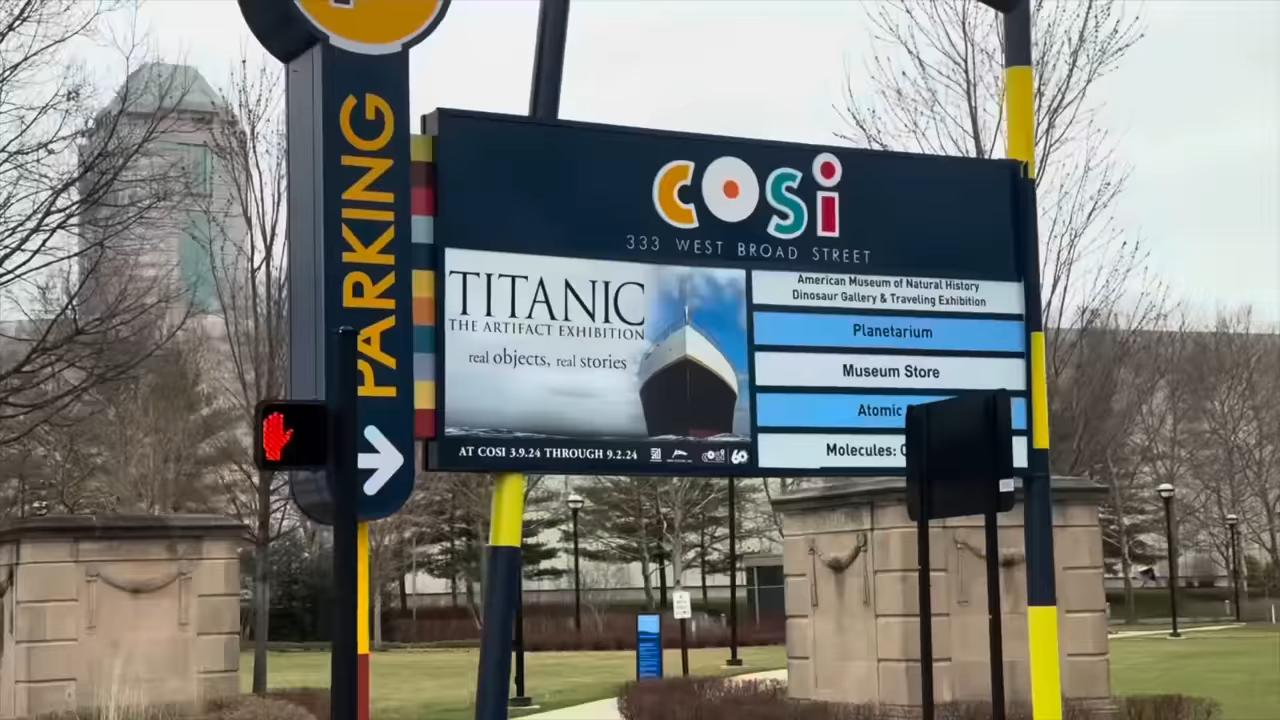 PARKING
COSI
333 WEST BROAD STREET
TITANIC
THE ARTIFACT EXHIBITION
real objects, real stories
AT COSI 3.9.24 THROUGH 9.2.24
COSI
60
American Museum of Natural History
Dinosaur Gallery & Traveling Exhibition
Planetarium
Museum Store
Atomic
Molecules: